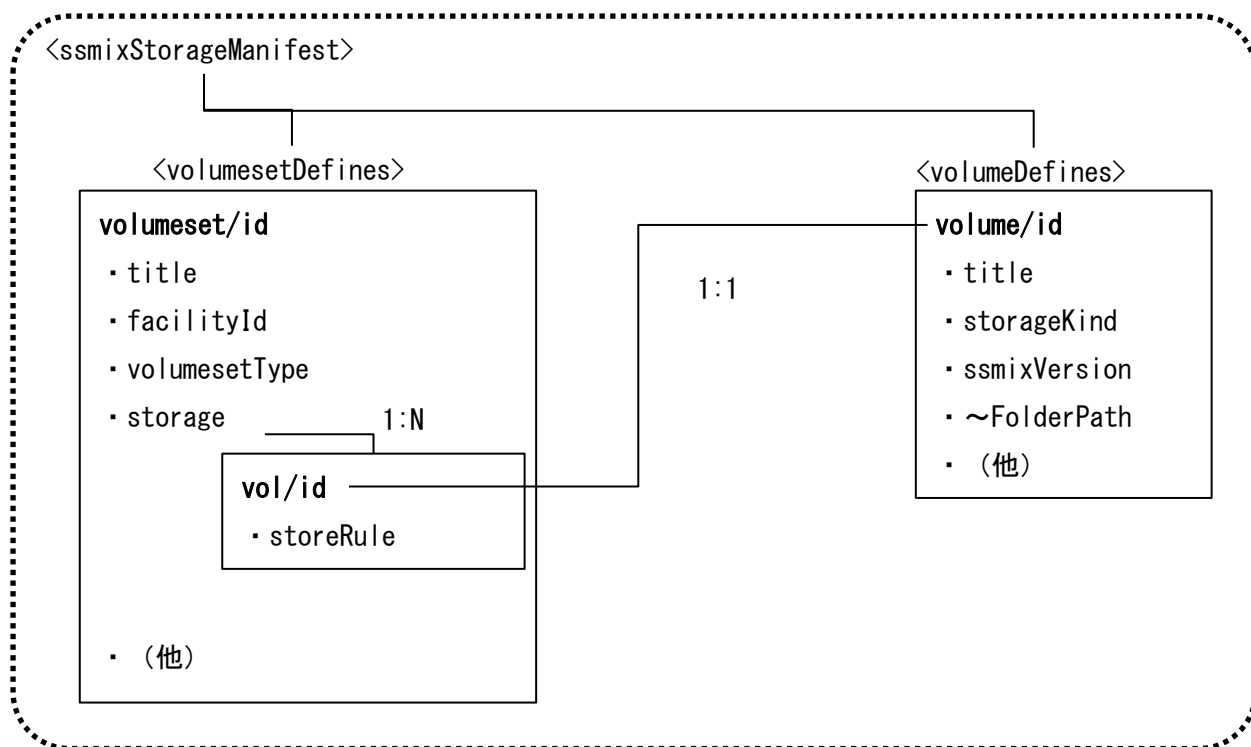 <ssmixStorageManifest>
<volumesetDefines>
volumeset/id
・title
・facilityId
・volumesetType
・storage
1:N
vol/id
・storeRule
・（他）
1:1
<volumeDefines>
volume/id
・title
・storageKind
・ssmixVersion
・～FolderPath
・（他）